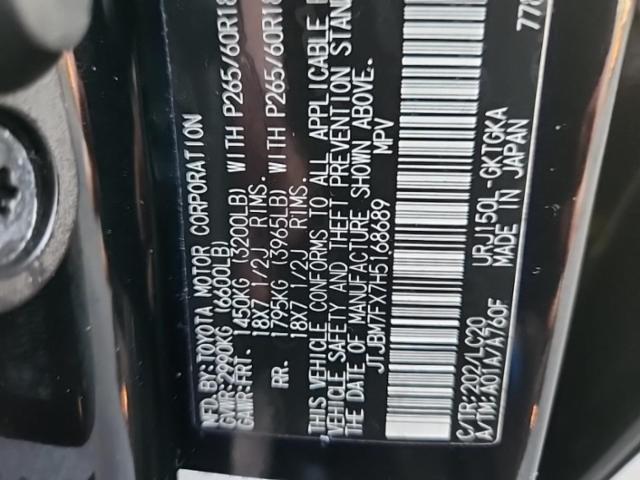 MFD.BY:TOYOTA MOTOR CORPORATION
GVWR:2990KG (6600LB)
GAWR:FRT. 1450KG (3200LB) WITH P265/60R18
18X7 1/2J RIMS.
RR. 1795KG (3965LB) WITH P265/60R18
18X7 1/2J RIMS.
THIS VEHICLE CONFORMS TO ALL APPLICABLE
VEHICLE SAFETY AND THEFT PREVENTION STAN
THE DATE OF MANUFACTURE SHOWN ABOVE.
JTJBM7FX7H5168689 MPV
778
C/TR:202/LC20 URJ150L-GKTGKA
A/TM:A01A/A760F MADE IN JAPAN